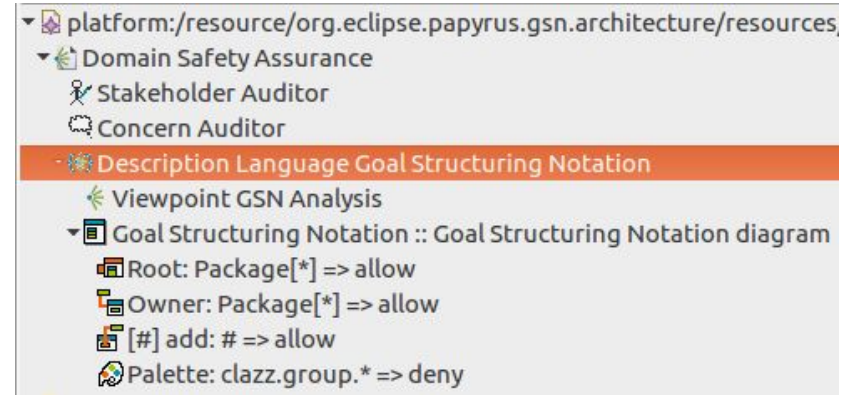 platform:/resource/org.eclipse.papyrus.gsn.architecture/resources/
Domain Safety Assurance
Stakeholder Auditor
Concern Auditor
Description Language Goal Structuring Notation
Viewpoint GSN Analysis
Goal Structuring Notation :: Goal Structuring Notation diagram
Root: Package[*] => allow
Owner: Package[*] => allow
[#] add: # => allow
Palette: clazz.group.* => deny